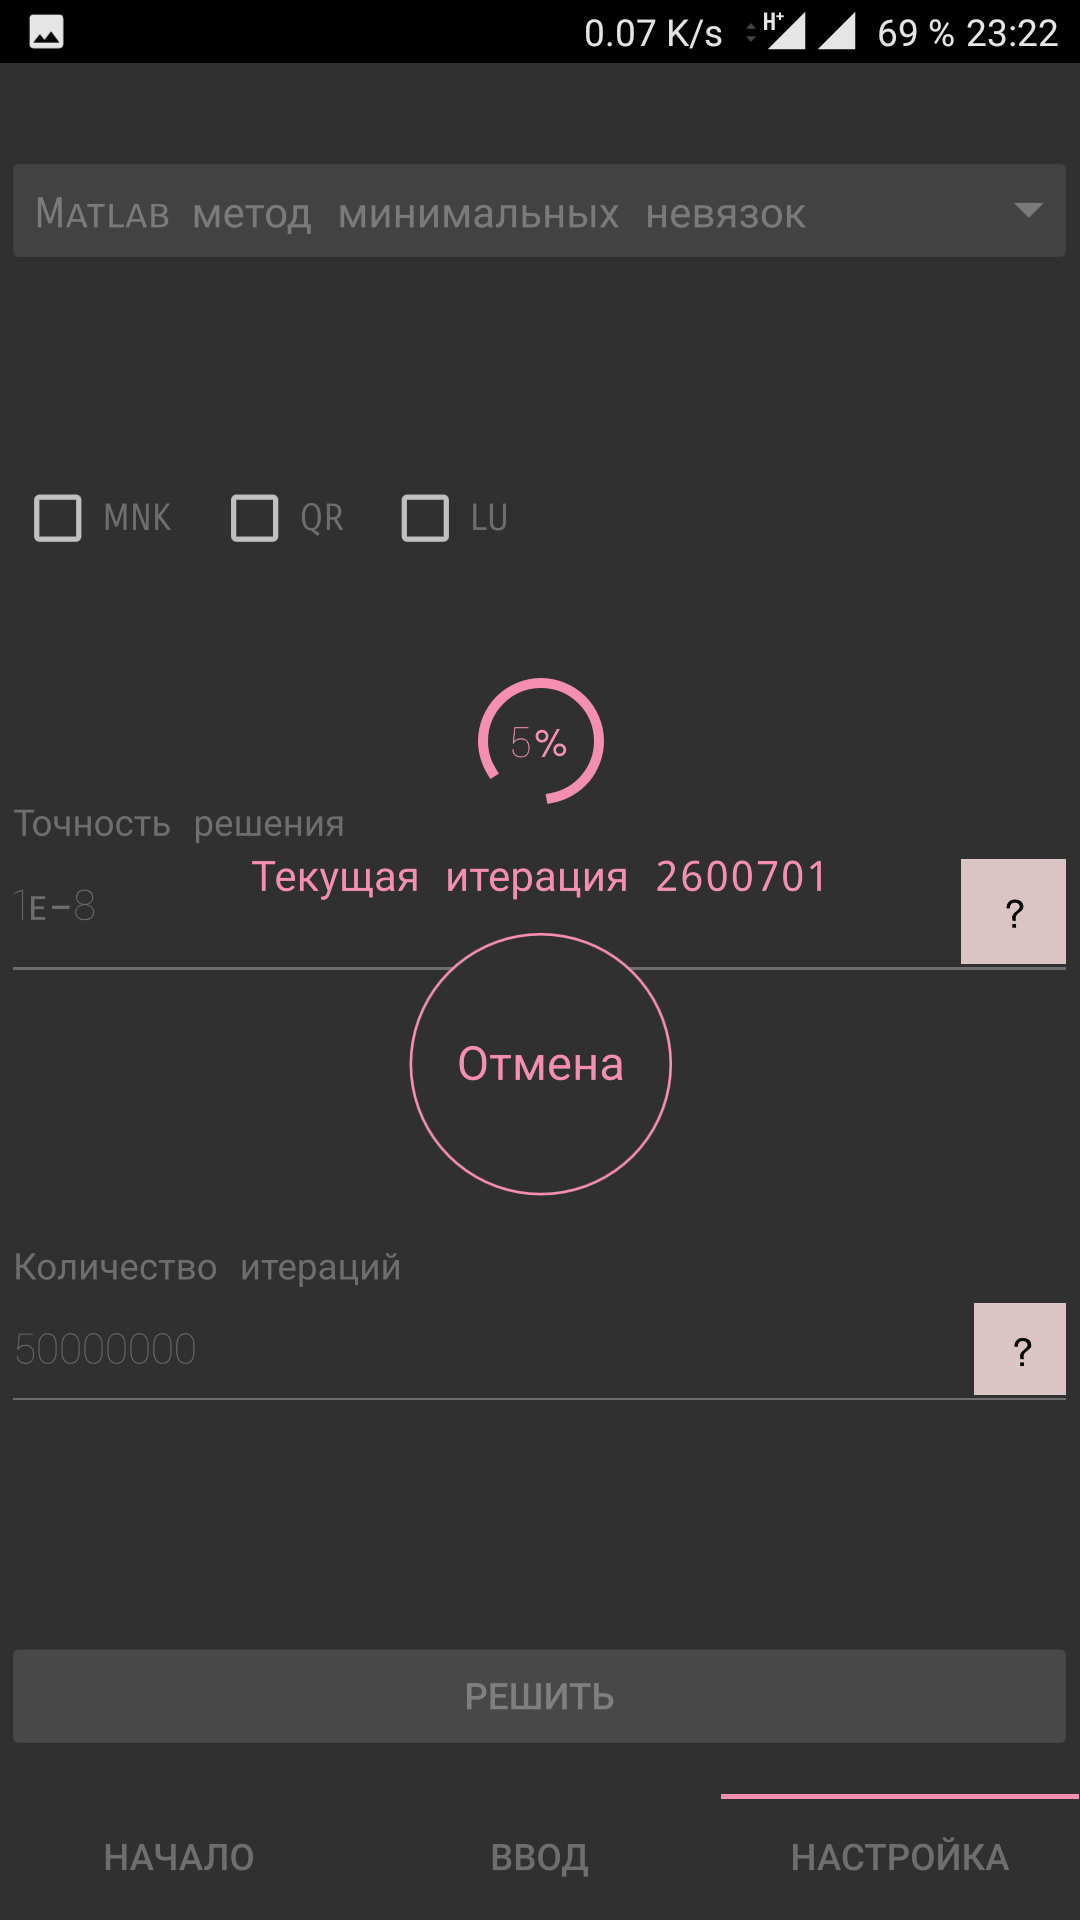 0.07 K/s H+ 69 % 23:22
Matlab метод минимальных невязок
MNK QR LU
5%
Точность решения
Текущая итерация 2600701
1e-8
?
Отмена
Количество итераций
50000000
?
РЕШИТЬ
НАЧАЛО ВВОД НАСТРОЙКА